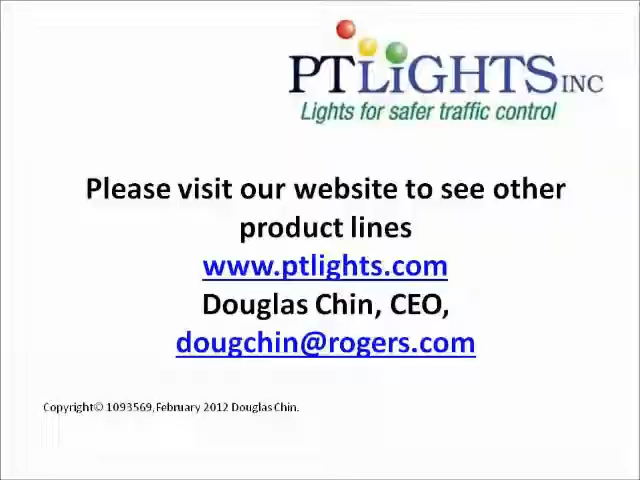 PTLiGHTS INC
Lights for safer traffic control
Please visit our website to see other
product lines
www.ptlights.com
Douglas Chin, CEO,
dougchin@rogers.com
Copyright© 1093569, February 2012 Douglas Chin.